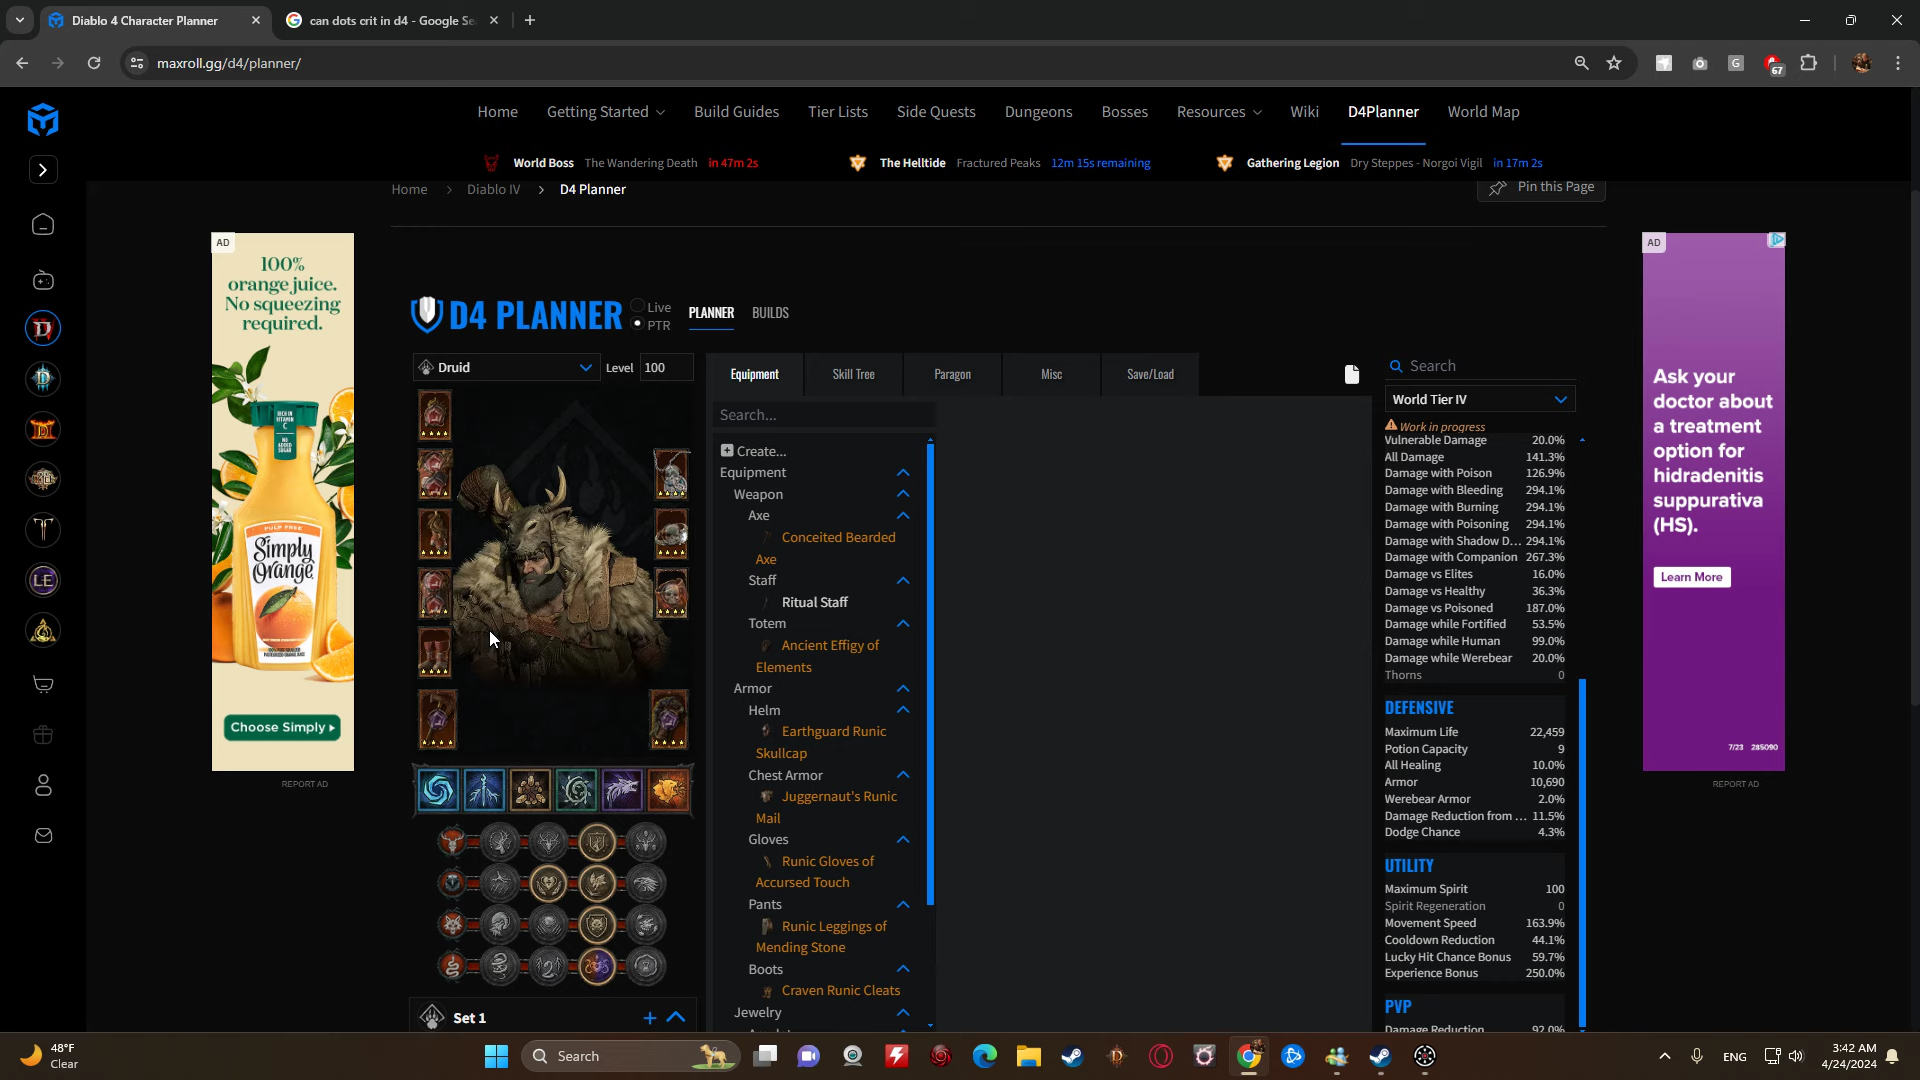 Diablo 4 Character Planner
can dots crit in d4 - Google Se
maxroll.gg/d4/planner/
67
Home Getting Started Build Guides Tier Lists Side Quests Dungeons Bosses Resources Wiki D4Planner World Map
World Boss The Wandering Death in 47m 2s The Helltide Fractured Peaks 12m 15s remaining Gathering Legion Dry Steppes - Norgoi Vigil in 17m 2s
Home > Diablo IV > D4 Planner
Pin this Page
AD
100%
orange juice.
No squeezing
required.
PULP FREE
Simply
Orange
Choose Simply
REPORT AD
D4 PLANNER
Live
PTR
PLANNER BUILDS
Druid Level 100
Equipment Skill Tree Paragon Misc Save/Load
Search...
Create...
Equipment
Weapon
Axe
Conceited Bearded
Axe
Staff
Ritual Staff
Totem
Ancient Effigy of
Elements
Armor
Helm
Earthguard Runic
Skullcap
Chest Armor
Juggernaut's Runic
Mail
Gloves
Runic Gloves of
Accursed Touch
Pants
Runic Leggings of
Mending Stone
Boots
Craven Runic Cleats
Jewelry
Set 1
Search
World Tier IV
Work in progress
Vulnerable Damage 20.0%
All Damage 141.3%
Damage with Poison 126.9%
Damage with Bleeding 294.1%
Damage with Burning 294.1%
Damage with Poisoning 294.1%
Damage with Shadow D... 294.1%
Damage with Companion 267.3%
Damage vs Elites 16.0%
Damage vs Healthy 36.3%
Damage vs Poisoned 187.0%
Damage while Fortified 53.5%
Damage while Human 99.0%
Damage while Werebear 20.0%
Thorns 0
DEFENSIVE
Maximum Life 22,459
Potion Capacity 9
All Healing 10.0%
Armor 10,690
Werebear Armor 2.0%
Damage Reduction from ... 11.5%
Dodge Chance 4.3%
UTILITY
Maximum Spirit 100
Spirit Regeneration 0
Movement Speed 163.9%
Cooldown Reduction 44.1%
Lucky Hit Chance Bonus 59.7%
Experience Bonus 250.0%
PVP
Damage Reduction 92.0%
AD
Ask your
doctor about
a treatment
option for
hidradenitis
suppurativa
(HS).
Learn More
7/23 285090
REPORT AD
LE
48°F
Clear
Search
ENG
3:42 AM
4/24/2024